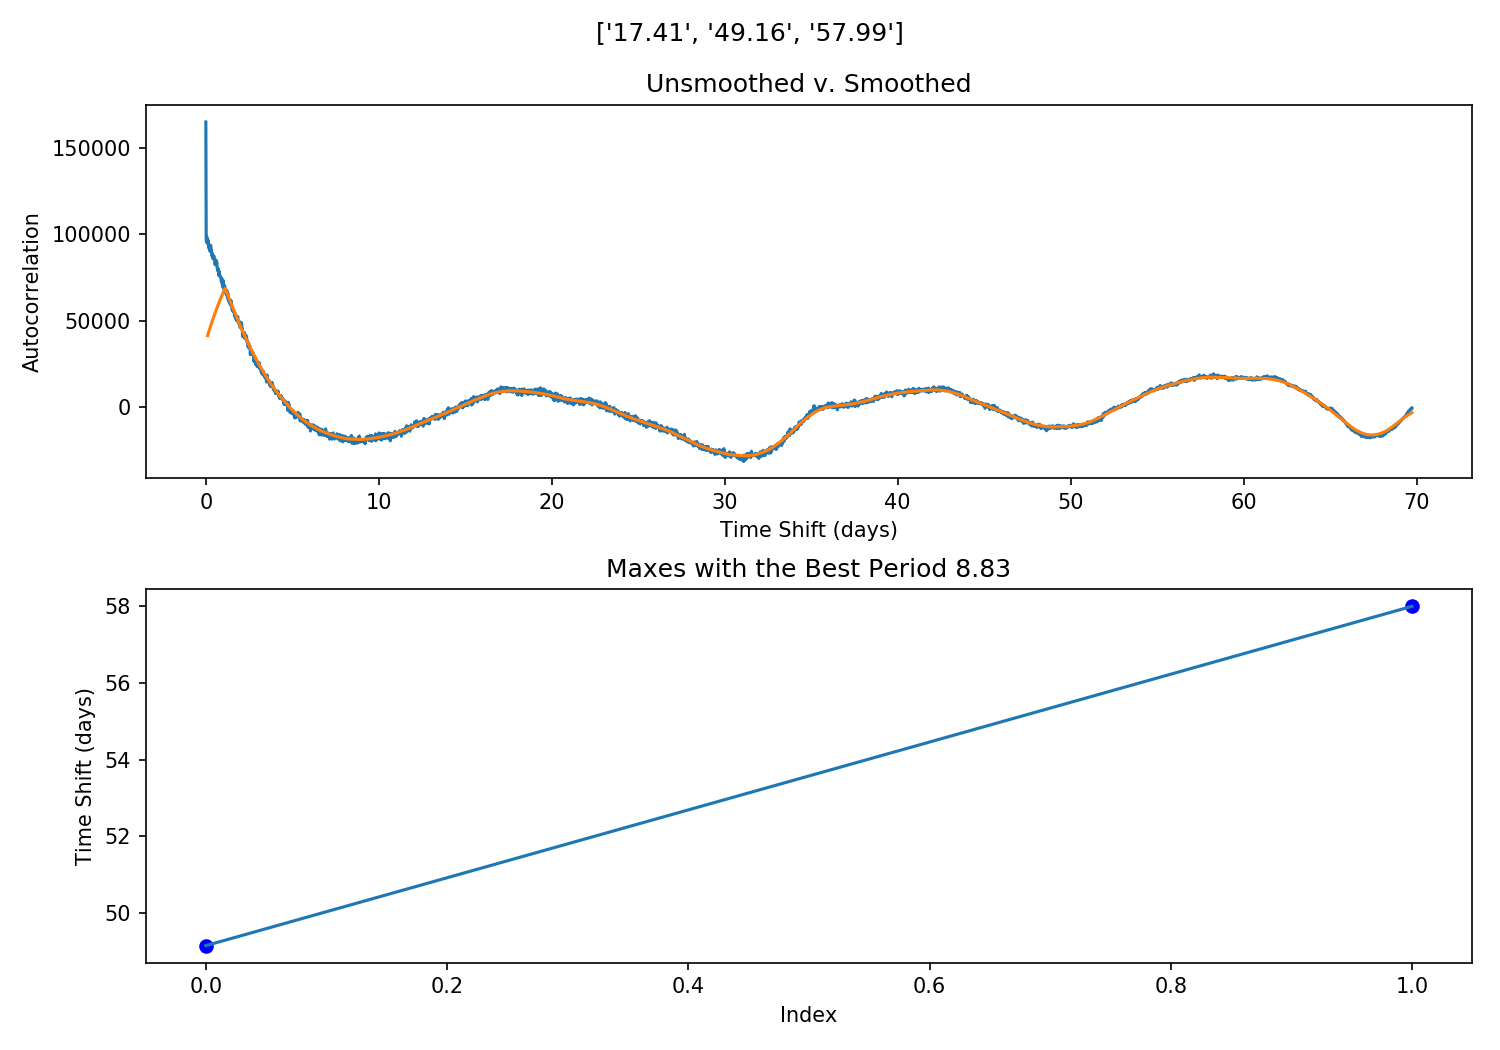 ['17.41', '49.16', '57.99']
Unsmoothed v. Smoothed
Autocorrelation
150000
100000
50000
0
0 10 20 30 40 50 60 70
Time Shift (days)
Maxes with the Best Period 8.83
Time Shift (days)
58
56
54
52
50
0.0 0.2 0.4 0.6 0.8 1.0
Index